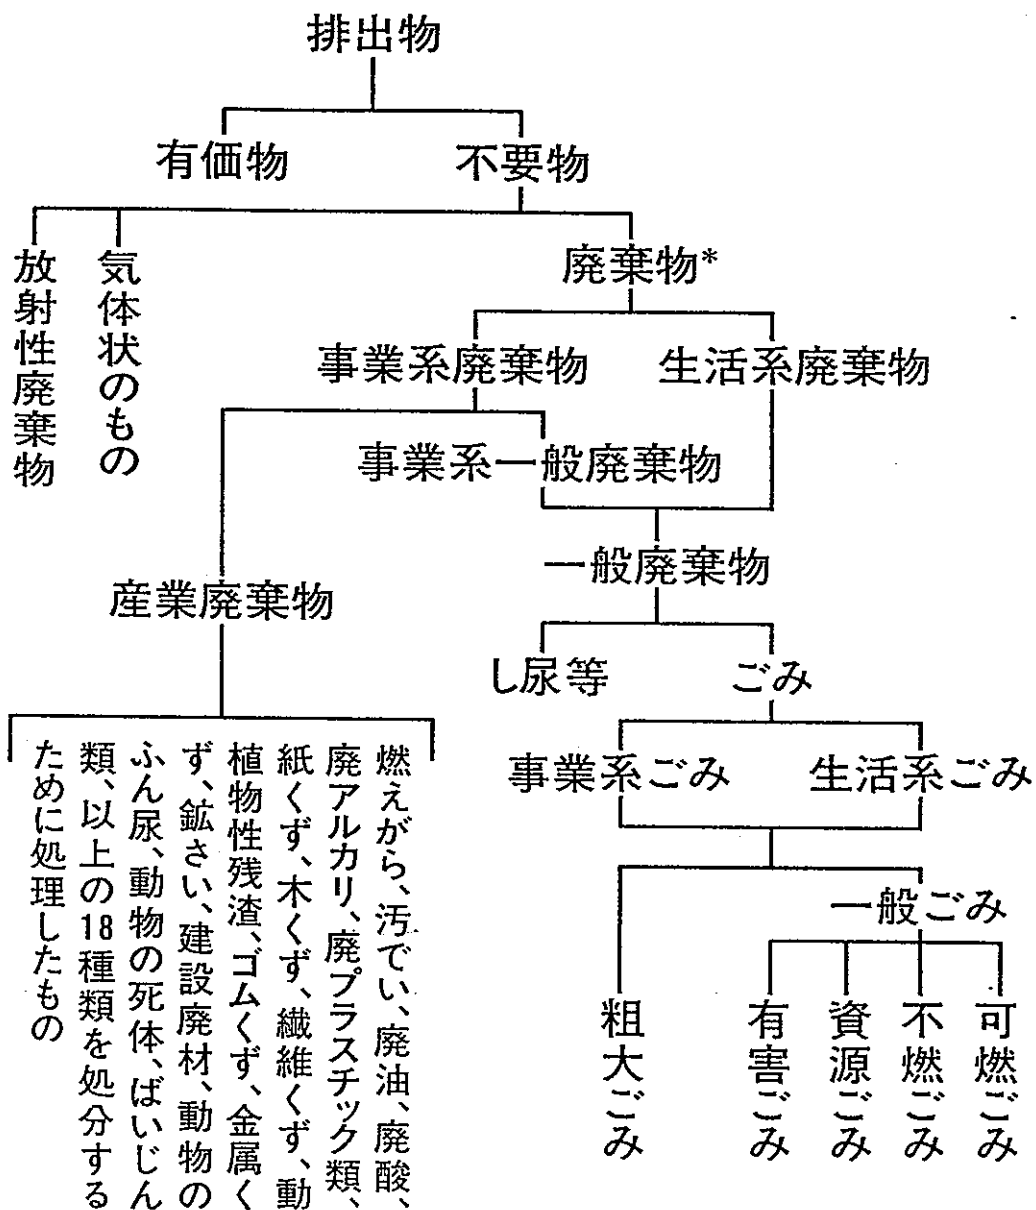 排出物
有価物
不要物
放射性廃棄物
気体状のもの
廃棄物*
事業系廃棄物
生活系廃棄物
事業系一般廃棄物
一般廃棄物
産業廃棄物
し尿等
ごみ
事業系ごみ
生活系ごみ
一般ごみ
粗大ごみ
有害ごみ
資源ごみ
不燃ごみ
可燃ごみ
燃えがら、汚でい、廃油、廃酸、
廃アルカリ、廃プラスチック類、
紙くず、木くず、繊維くず、動
植物性残渣、ゴムくず、金属く
ず、鉱さい、建設廃材、動物の
ふん尿、動物の死体、ばいじん
類、以上の18種類を処分する
ために処理したもの